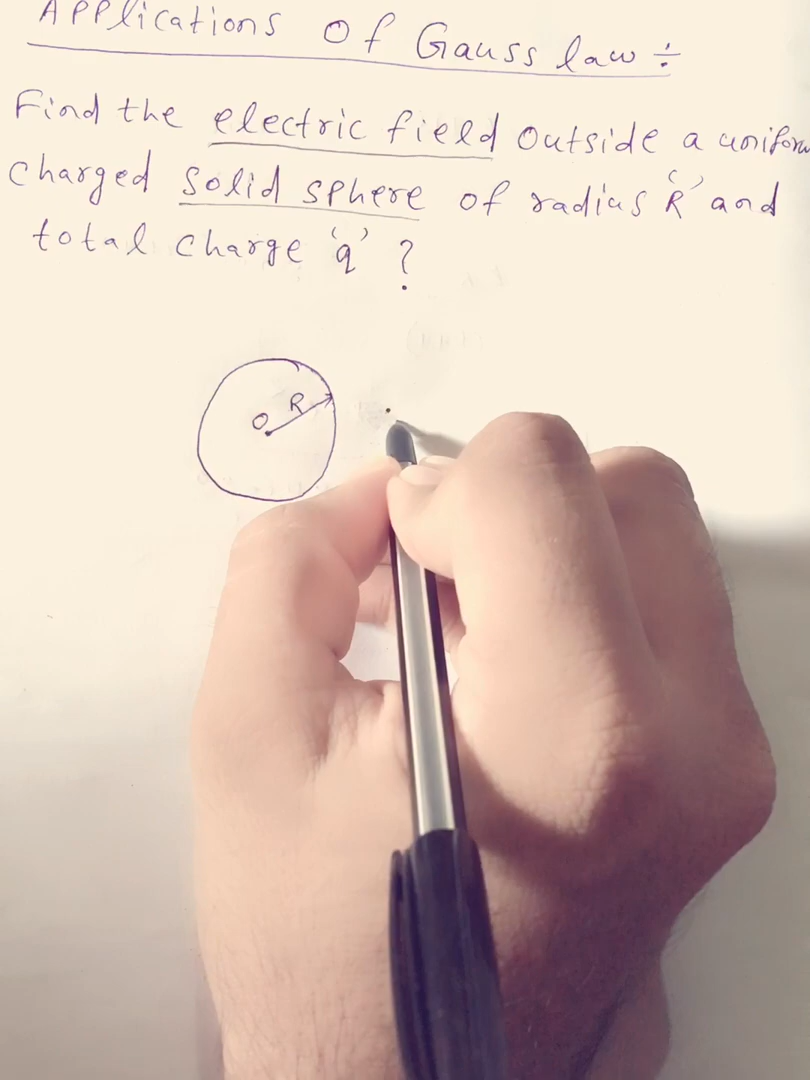 Applications of Gauss law ÷
Find the electric field outside a uniform
charged solid sphere of radius 'R' and
total charge 'q' ?
R
O